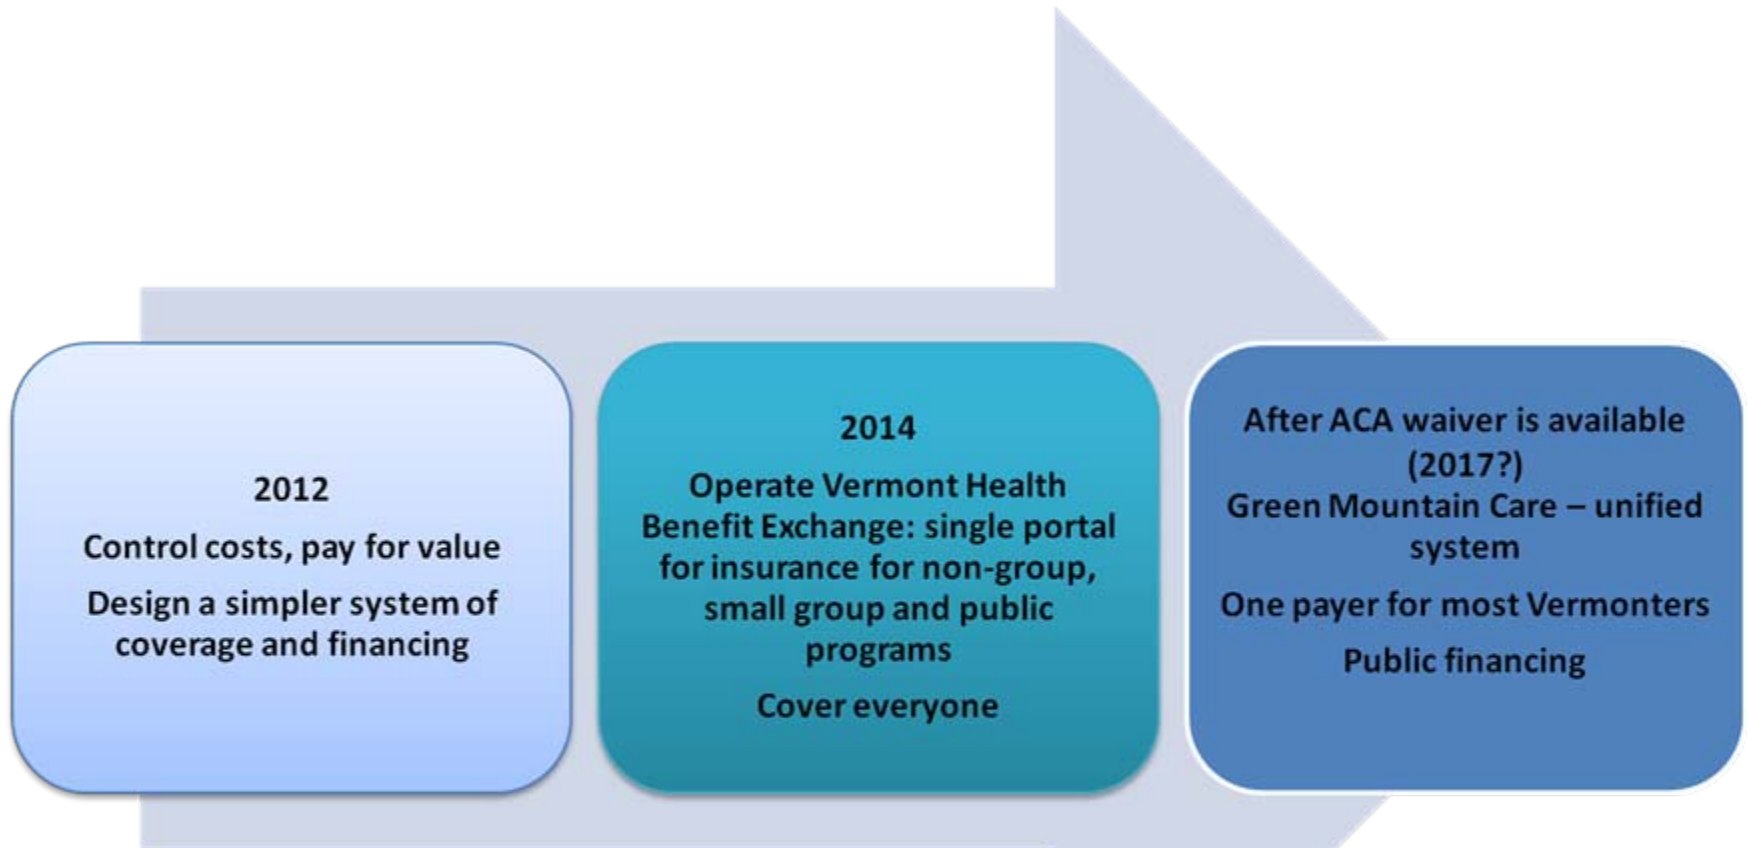 2012
Control costs, pay for value
Design a simpler system of
coverage and financing
2014
Operate Vermont Health
Benefit Exchange: single portal
for insurance for non-group,
small group and public
programs
Cover everyone
After ACA waiver is available
(2017?)
Green Mountain Care – unified
system
One payer for most Vermonters
Public financing